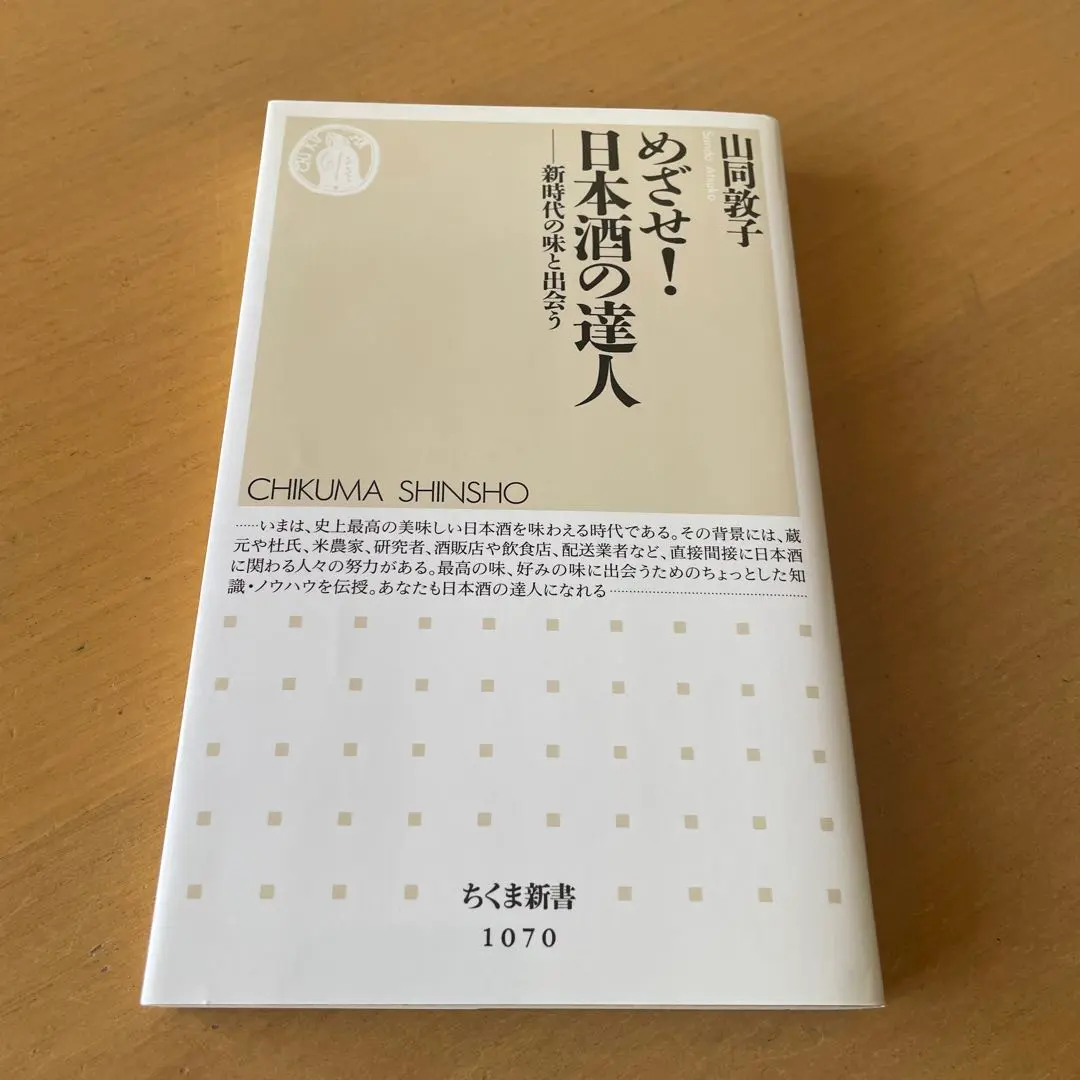 山同敦子
Sando Atsuko
めざせ!
日本酒の達人
──新時代の味と出会う
CHIKUMA SHINSHO
……いまは、史上最高の美味しい日本酒を味わえる時代である。その背景には、蔵
元や杜氏、米農家、研究者、酒販店や飲食店、配送業者など、直接間接に日本酒
に関わる人々の努力がある。最高の味、好みの味に出会うためのちょっとした知
識・ノウハウを伝授。あなたも日本酒の達人になれる……………………
ちくま新書
1070